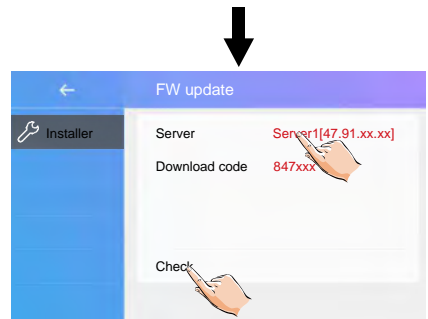 FW update
Installer
Server Server1[47.91.xx.xx]
Download code 847xxx
Check